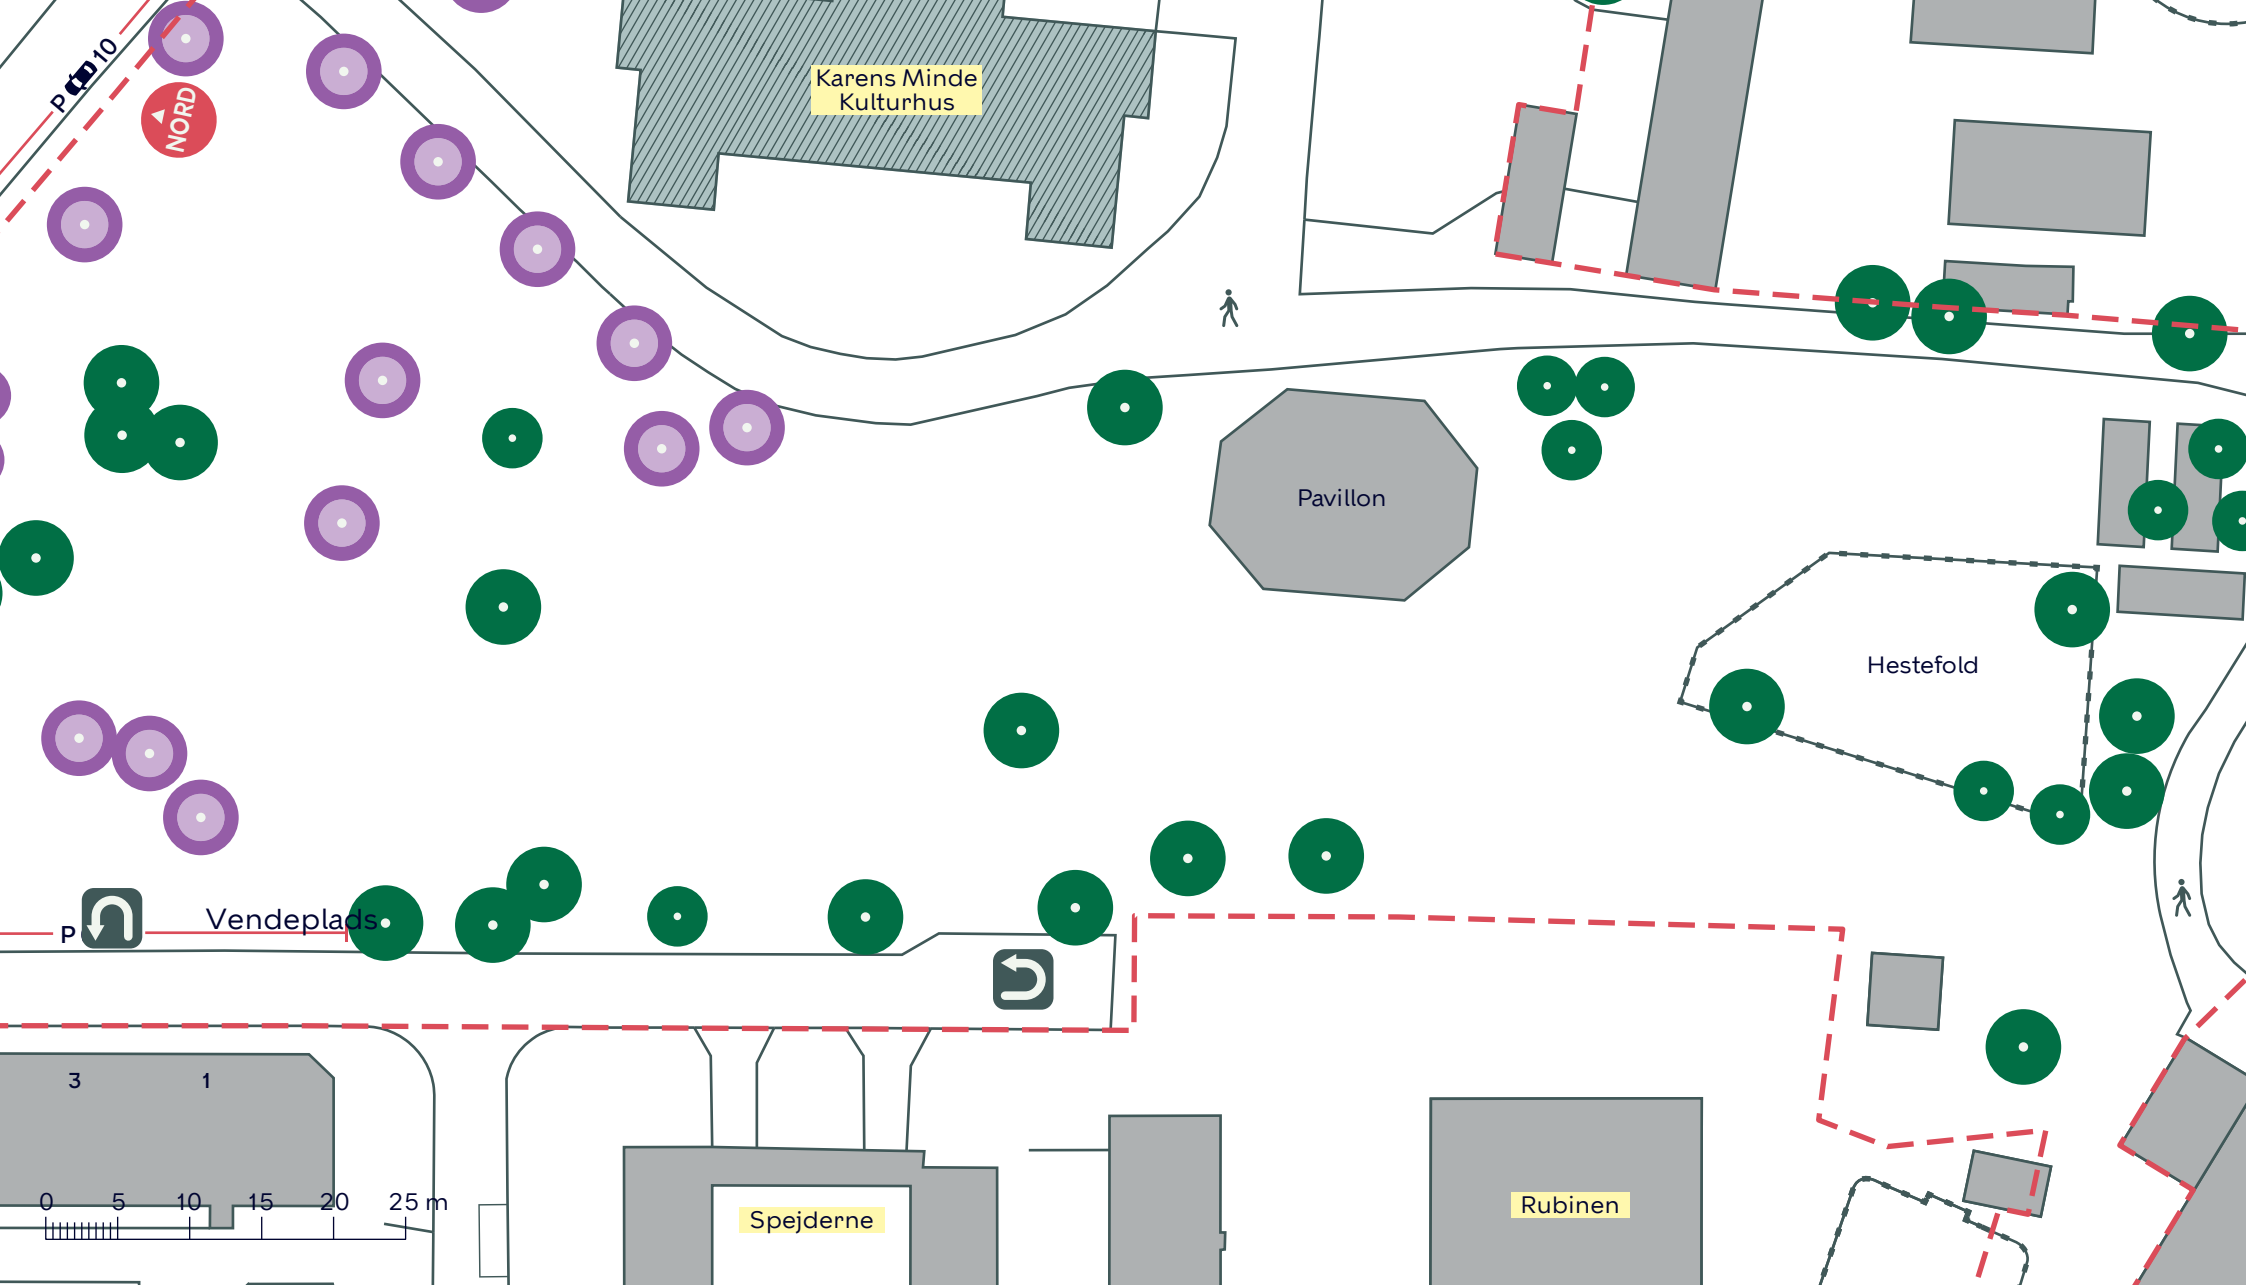 P 10
NORD
Karens Minde
Kulturhus
Pavillon
Hestefold
P
Vendeplads
3
1
0 5 10 15 20 25 m
Spejderne
Rubinen